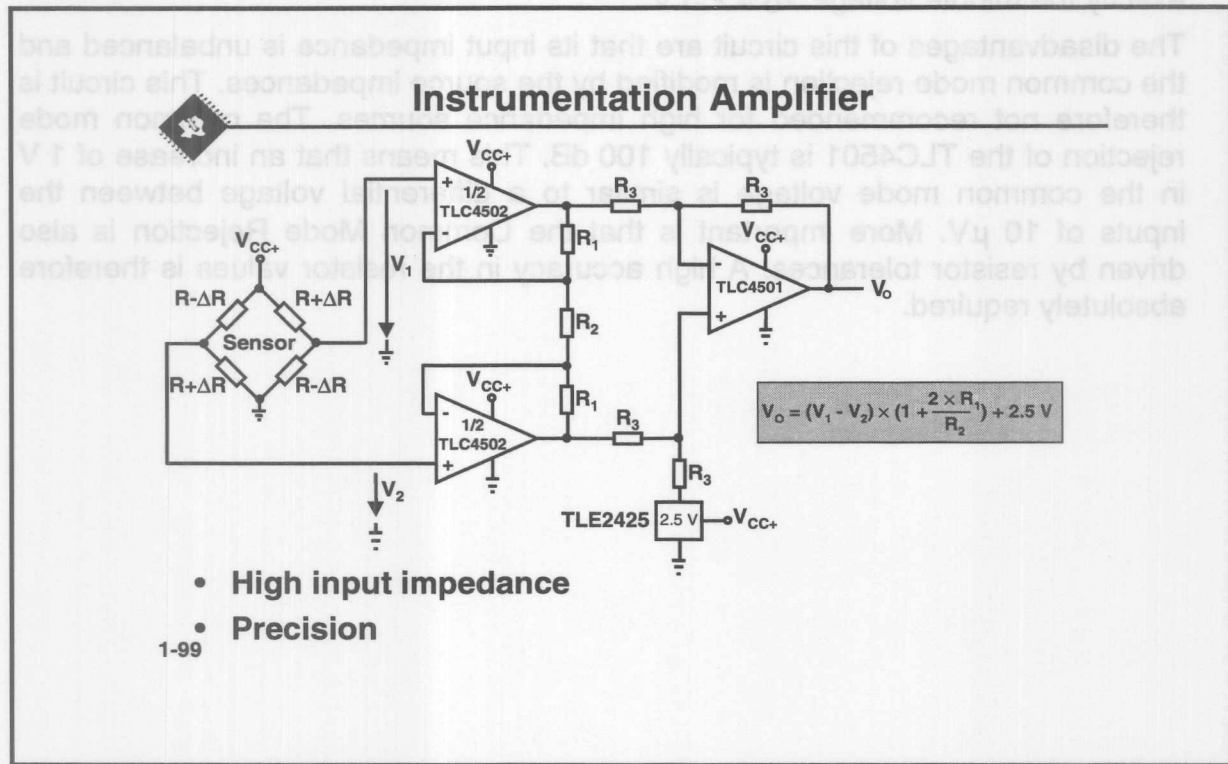 The disadvantages of this circuit are that its input impedance is unbalanced and
the common mode rejection is modified by the source impedances. This circuit is
therefore not recommended for high impedance sources. The common mode
rejection of the TLC4501 is typically 100 dB. This means that an increase of 1 V
in the common mode voltage is similar to a differential voltage between the
inputs of 10 µV. More important is that the Common Mode Rejection is also
driven by resistor tolerances. A high accuracy in the resistor values is therefore
absolutely required.
Instrumentation Amplifier
VCC+
+
1/2
TLC4502
R3
R3
R1
VCC+
V1
VCC+
-
TLC4501
+
VO
R-ΔR
R+ΔR
Sensor
R+ΔR
R-ΔR
R2
VCC+
R1
-
1/2
TLC4502
+
R3
V2
R3
VO = (V1 - V2) × (1 + 2 × R1 / R2) + 2.5 V
TLE2425
2.5 V
VCC+
• High input impedance
• Precision
1-99